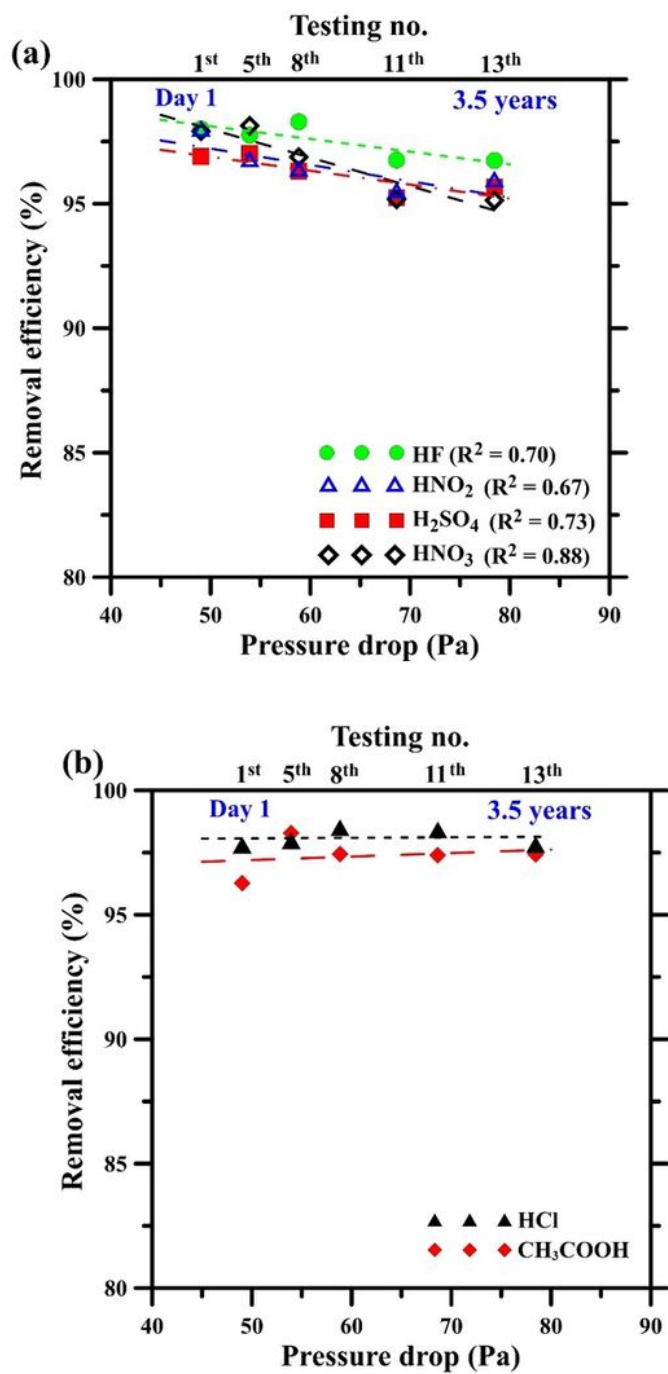 Testing no.
(a)
1st 5th 8th 11th 13th
100
Day 1 3.5 years
95
90
85
80
Removal efficiency (%)
HF (R² = 0.70)
HNO₂ (R² = 0.67)
H₂SO₄ (R² = 0.73)
HNO₃ (R² = 0.88)
40 50 60 70 80 90
Pressure drop (Pa)
Testing no.
(b)
1st 5th 8th 11th 13th
100
Day 1 3.5 years
95
90
85
80
Removal efficiency (%)
HCl
CH₃COOH
40 50 60 70 80 90
Pressure drop (Pa)